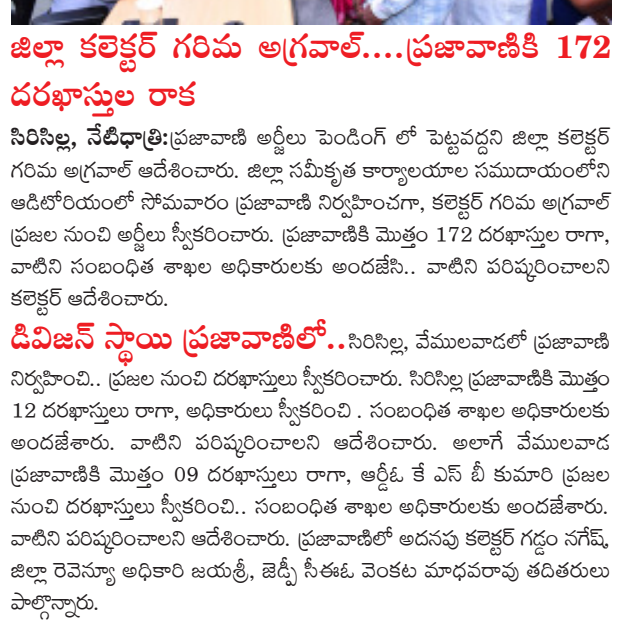 జిల్లా కలెక్టర్ గరిమ అగ్రవాల్....ప్రజావాణికి 172
దరఖాస్తుల రాక
సిరిసిల్ల, నేటిధాత్రి:ప్రజావాణి అర్జీలు పెండింగ్ లో పెట్టవద్దని జిల్లా కలెక్టర్
గరిమ అగ్రవాల్ ఆదేశించారు. జిల్లా సమీకృత కార్యాలయాల సముదాయంలోని
ఆడిటోరియంలో సోమవారం ప్రజావాణి నిర్వహించగా, కలెక్టర్ గరిమ అగ్రవాల్
ప్రజల నుంచి అర్జీలు స్వీకరించారు. ప్రజావాణికి మొత్తం 172 దరఖాస్తుల రాగా,
వాటిని సంబంధిత శాఖల అధికారులకు అందజేసి.. వాటిని పరిష్కరించాలని
కలెక్టర్ ఆదేశించారు.
డివిజన్ స్థాయి ప్రజావాణిలో..సిరిసిల్ల, వేములవాడలో ప్రజావాణి
నిర్వహించి.. ప్రజల నుంచి దరఖాస్తులు స్వీకరించారు. సిరిసిల్ల ప్రజావాణికి మొత్తం
12 దరఖాస్తులు రాగా, అధికారులు స్వీకరించి . సంబంధిత శాఖల అధికారులకు
అందజేశారు. వాటిని పరిష్కరించాలని ఆదేశించారు. అలాగే వేములవాడ
ప్రజావాణికి మొత్తం 09 దరఖాస్తులు రాగా, ఆర్డీఓ కే ఎస్ బీ కుమారి ప్రజల
నుంచి దరఖాస్తులు స్వీకరించి.. సంబంధిత శాఖల అధికారులకు అందజేశారు.
వాటిని పరిష్కరించాలని ఆదేశించారు. ప్రజావాణిలో అదనపు కలెక్టర్ గడ్డం నగేష్,
జిల్లా రెవెన్యూ అధికారి జయశ్రీ, జెడ్పీ సీఈఓ వెంకట మాధవరావు తదితరులు
పాల్గొన్నారు.